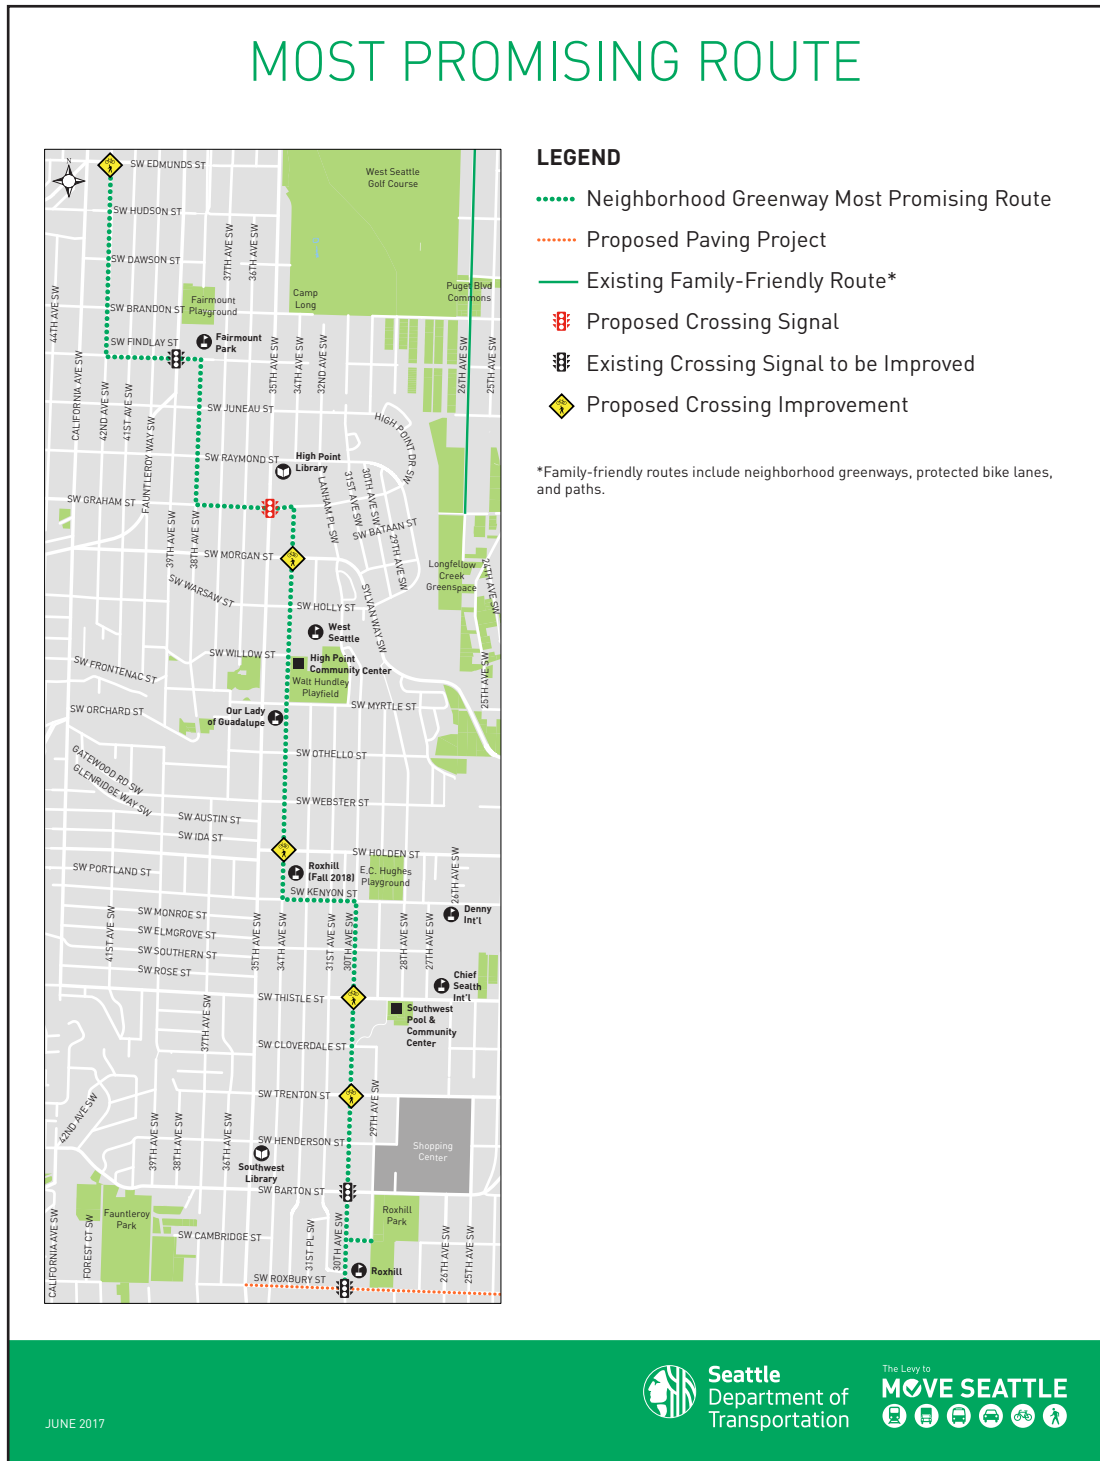 MOST PROMISING ROUTE
N
SW EDMUNDS ST
West Seattle
Golf Course
SW HUDSON ST
37TH AVE SW
36TH AVE SW
SW DAWSON ST
44TH AVE SW
SW BRANDON ST
Fairmount
Playground
Camp
Long
Puget Blvd
Commons
SW FINDLAY ST
Fairmount
Park
35TH AVE SW
34TH AVE SW
32ND AVE SW
26TH AVE SW
25TH AVE SW
CALIFORNIA AVE SW
42ND AVE SW
41ST AVE SW
FAUNTLEROY WAY SW
SW JUNEAU ST
HIGH POINT DR SW
SW RAYMOND ST
High Point
Library
LANHAM PL SW
31ST AVE SW
30TH AVE SW
SW GRAHAM ST
39TH AVE SW
38TH AVE SW
SW BATAAN ST
29TH AVE SW
SW MORGAN ST
Longfellow
Creek
Greenspace
24TH AVE SW
SW WARSAW ST
SW HOLLY ST
SYLVAN WAY SW
West
Seattle
SW WILLOW ST
High Point
Community Center
SW FRONTENAC ST
Walt Hundley
Playfield
25TH AVE SW
SW ORCHARD ST
Our Lady
of Guadalupe
SW MYRTLE ST
GATEWOOD RD SW
GLENRIDGE WAY SW
SW OTHELLO ST
SW WEBSTER ST
SW AUSTIN ST
SW IDA ST
SW HOLDEN ST
SW PORTLAND ST
Roxhill
(Fall 2018)
E.C. Hughes
Playground
26TH AVE SW
SW KENYON ST
41ST AVE SW
SW MONROE ST
SW ELMGROVE ST
SW SOUTHERN ST
SW ROSE ST
35TH AVE SW
34TH AVE SW
31ST AVE SW
30TH AVE SW
28TH AVE SW
27TH AVE SW
Denny
Int'l
Chief
Sealth
Int'l
SW THISTLE ST
37TH AVE SW
Southwest
Pool &
Community
Center
SW CLOVERDALE ST
SW TRENTON ST
29TH AVE SW
42ND AVE SW
39TH AVE SW
38TH AVE SW
36TH AVE SW
SW HENDERSON ST
Shopping
Center
Southwest
Library
SW BARTON ST
CALIFORNIA AVE SW
FOREST CT SW
Fauntleroy
Park
SW CAMBRIDGE ST
31ST PL SW
30TH AVE SW
Roxhill
Park
26TH AVE SW
25TH AVE SW
SW ROXBURY ST
Roxhill
LEGEND
Neighborhood Greenway Most Promising Route
Proposed Paving Project
Existing Family-Friendly Route*
Proposed Crossing Signal
Existing Crossing Signal to be Improved
Proposed Crossing Improvement
*Family-friendly routes include neighborhood greenways, protected bike lanes,
and paths.
JUNE 2017
Seattle
Department of
Transportation
The Levy to
MOVE SEATTLE